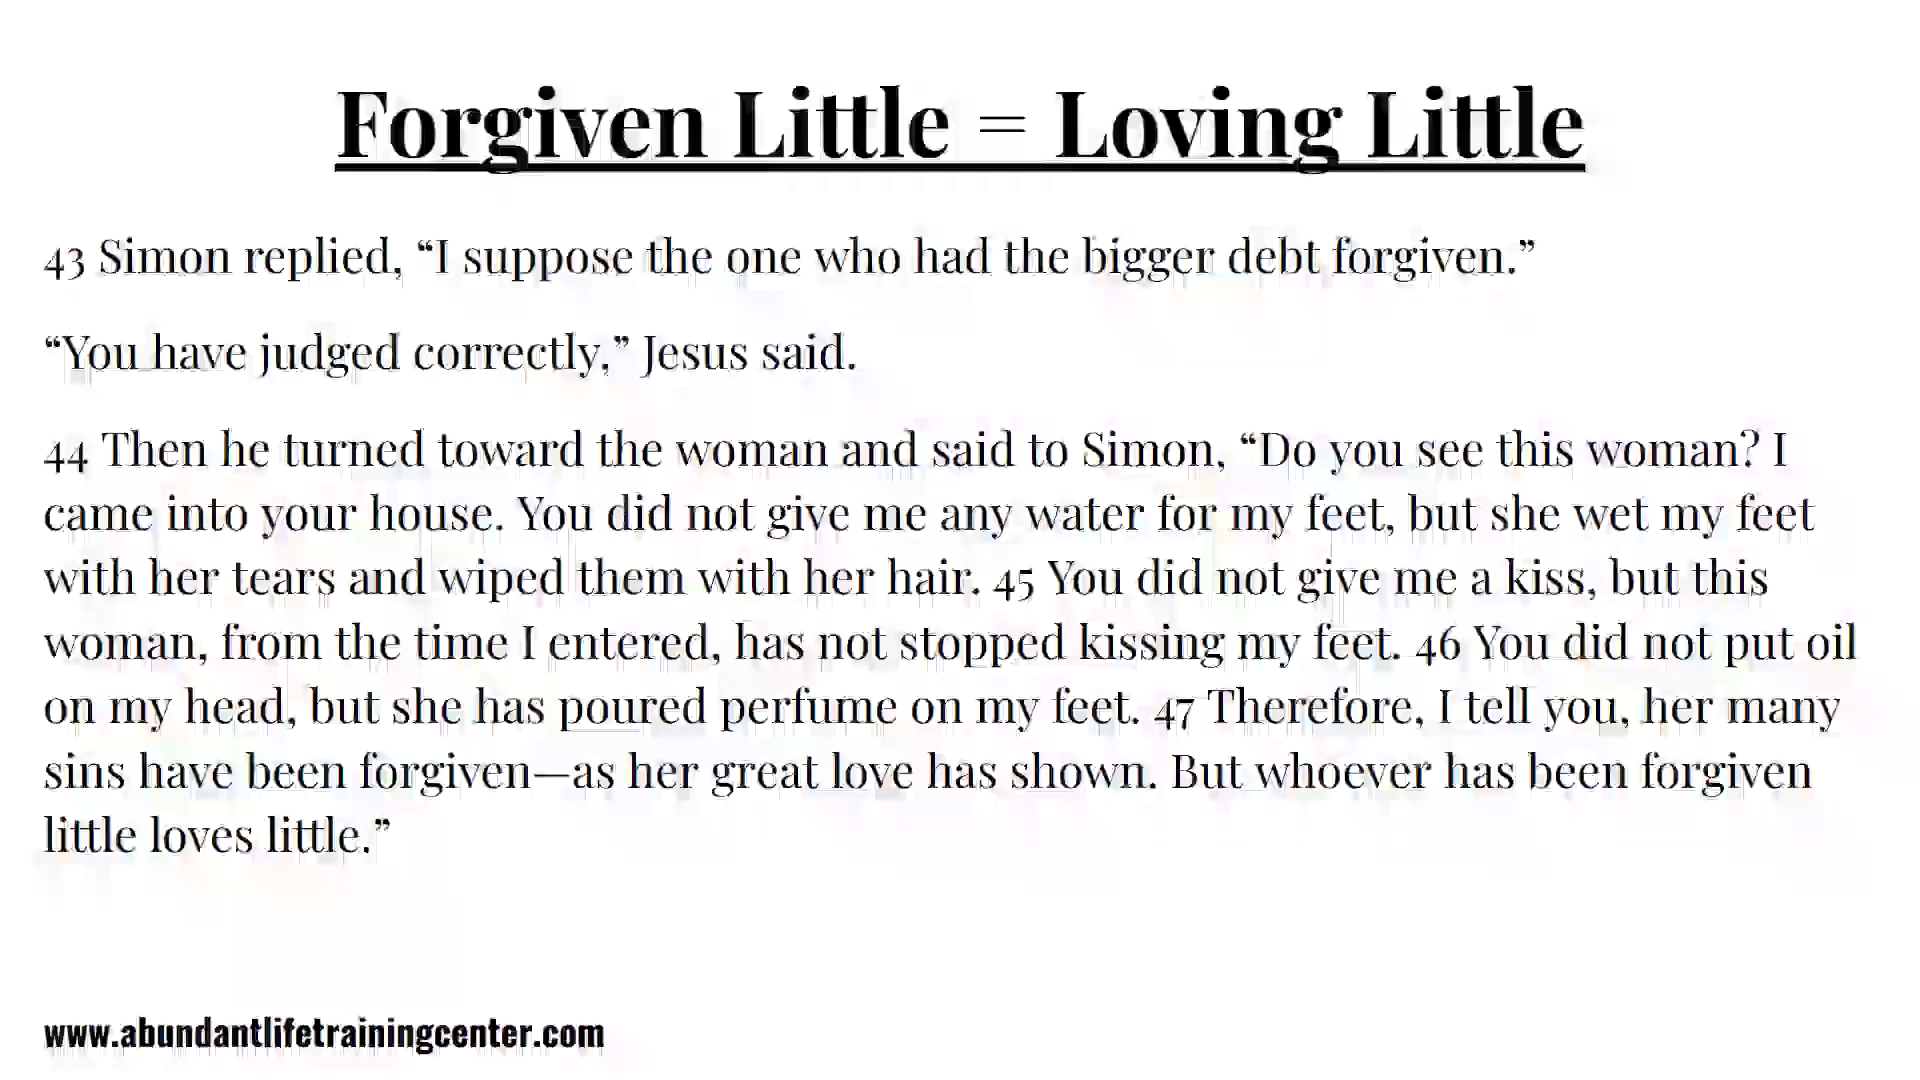 Forgiven Little = Loving Little
43 Simon replied, “I suppose the one who had the bigger debt forgiven.”
“You have judged correctly,” Jesus said.
44 Then he turned toward the woman and said to Simon, “Do you see this woman? I
came into your house. You did not give me any water for my feet, but she wet my feet
with her tears and wiped them with her hair. 45 You did not give me a kiss, but this
woman, from the time I entered, has not stopped kissing my feet. 46 You did not put oil
on my head, but she has poured perfume on my feet. 47 Therefore, I tell you, her many
sins have been forgiven—as her great love has shown. But whoever has been forgiven
little loves little.”
www.abundantlifetrainingcenter.com